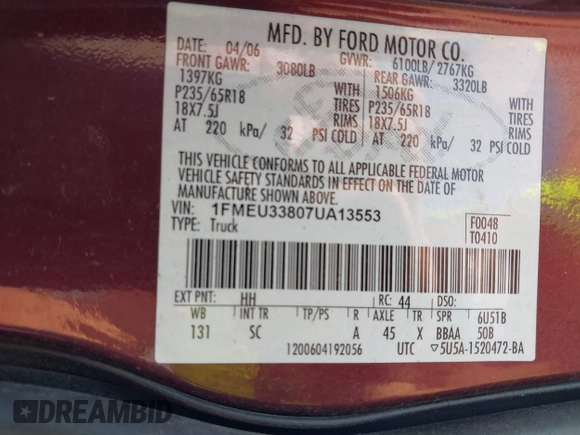 MFD. BY FORD MOTOR CO.
DATE: 04/06 GVWR: 6100LB/ 2767KG
FRONT GAWR: 3080LB REAR GAWR: 3320LB
1397KG WITH 1506KG WITH
P235/65R18 TIRES P235/65R18 TIRES
18X7.5J RIMS 18X7.5J RIMS
AT 220 kPa/ 32 PSI COLD AT 220 kPa/ 32 PSI COLD
THIS VEHICLE CONFORMS TO ALL APPLICABLE FEDERAL MOTOR
VEHICLE SAFETY STANDARDS IN EFFECT ON THE DATE OF
MANUFACTURE SHOWN ABOVE.
VIN: 1FMEU33807UA13553
TYPE: Truck
F0048
T0410
EXT PNT: HH RC: 44 DSO:
WB INT TR TP/PS R AXLE TR SPR 6U51B
131 SC A 45 X BBAA 50B
1200604192056 UTC ▽5U5A-1520472-BA
DREAMBID